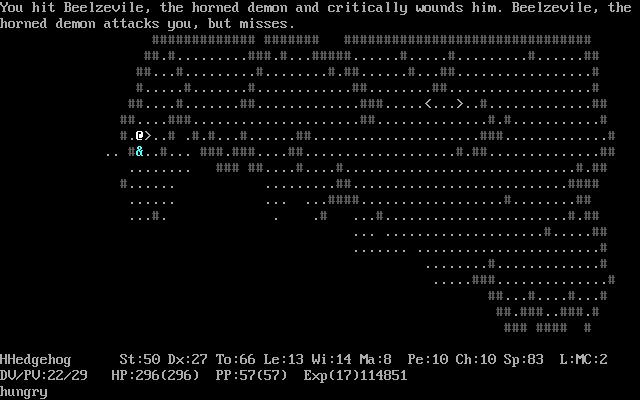 You hit Beelzevile, the horned demon and critically wounds him. Beelzevile, the
horned demon attacks you, but misses.
HHedgehog St:50 Dx:27 To:66 Le:13 Wi:14 Ma:8 Pe:10 Ch:10 Sp:83 L:MC:2
DV/PV:22/29 HP:296(296) PP:57(57) Exp(17)114851
hungry